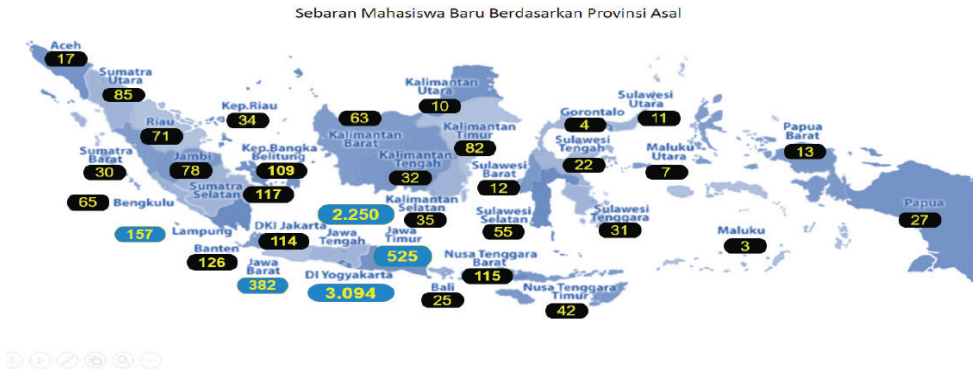 Sebaran Mahasiswa Baru Berdasarkan Provinsi Asal
Aceh
17
Sumatra
Utara
85
Riau
71
Kep.Riau
34
Sumatra
Barat
30
Jambi
78
Kep.Bangka
Belitung
109
Sumatra
Selatan
117
65
Bengkulu
157
Lampung
Banten
126
DKI Jakarta
114
Jawa
Barat
382
2.250
Jawa
Tengah
DI Yogyakarta
3.094
Jawa
Timur
525
63
Kalimantan
Barat
Kalimantan
Utara
10
Kalimantan
Timur
82
Kalimantan
Tengah
32
Kalimantan
Selatan
35
Gorontalo
4
Sulawesi
Utara
11
Sulawesi
Tengah
22
Sulawesi
Barat
12
Sulawesi
Selatan
55
Sulawesi
Tenggara
31
Bali
25
Nusa Tenggara
Barat
115
Nusa Tenggara
Timur
42
Maluku
Utara
7
Maluku
3
Papua
Barat
13
Papua
27